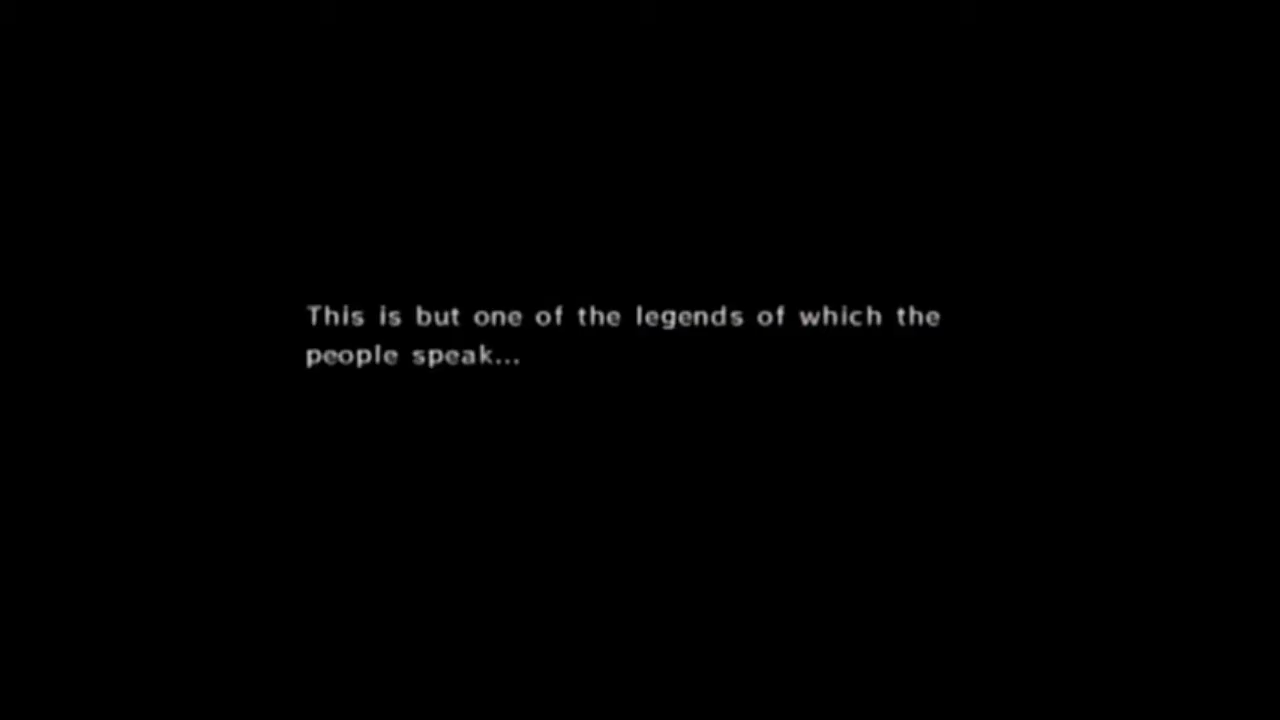 This is but one of the legends of which the
people speak...